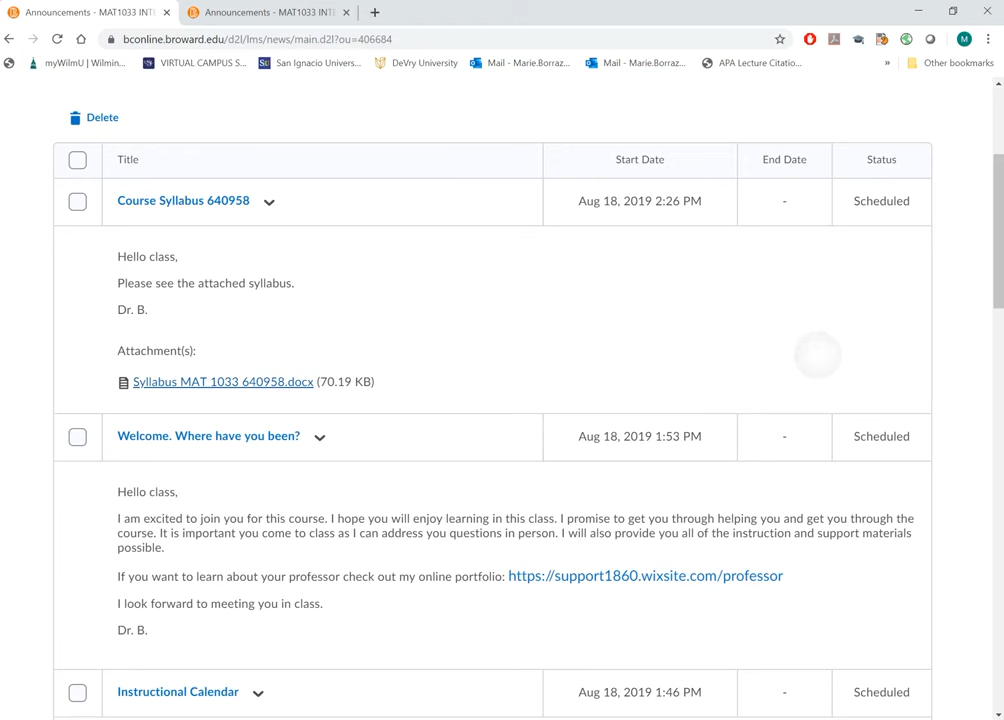 Announcements - MAT1033 INTE
Announcements - MAT1033 INTE
bconline.broward.edu/d2l/lms/news/main.d2l?ou=406684
M
myWilmU | Wilmin...
VIRTUAL CAMPUS S...
San Ignacio Univers...
DeVry University
Mail - Marie.Borraz...
Mail - Marie.Borraz...
APA Lecture Citatio...
»
Other bookmarks
Delete
Title Start Date End Date Status
Course Syllabus 640958 Aug 18, 2019 2:26 PM - Scheduled
Hello class,
Please see the attached syllabus.
Dr. B.
Attachment(s):
Syllabus MAT 1033 640958.docx (70.19 KB)
Welcome. Where have you been? Aug 18, 2019 1:53 PM - Scheduled
Hello class,
I am excited to join you for this course. I hope you will enjoy learning in this class. I promise to get you through helping you and get you through the
course. It is important you come to class as I can address you questions in person. I will also provide you all of the instruction and support materials
possible.
If you want to learn about your professor check out my online portfolio: https://support1860.wixsite.com/professor
I look forward to meeting you in class.
Dr. B.
Instructional Calendar Aug 18, 2019 1:46 PM - Scheduled